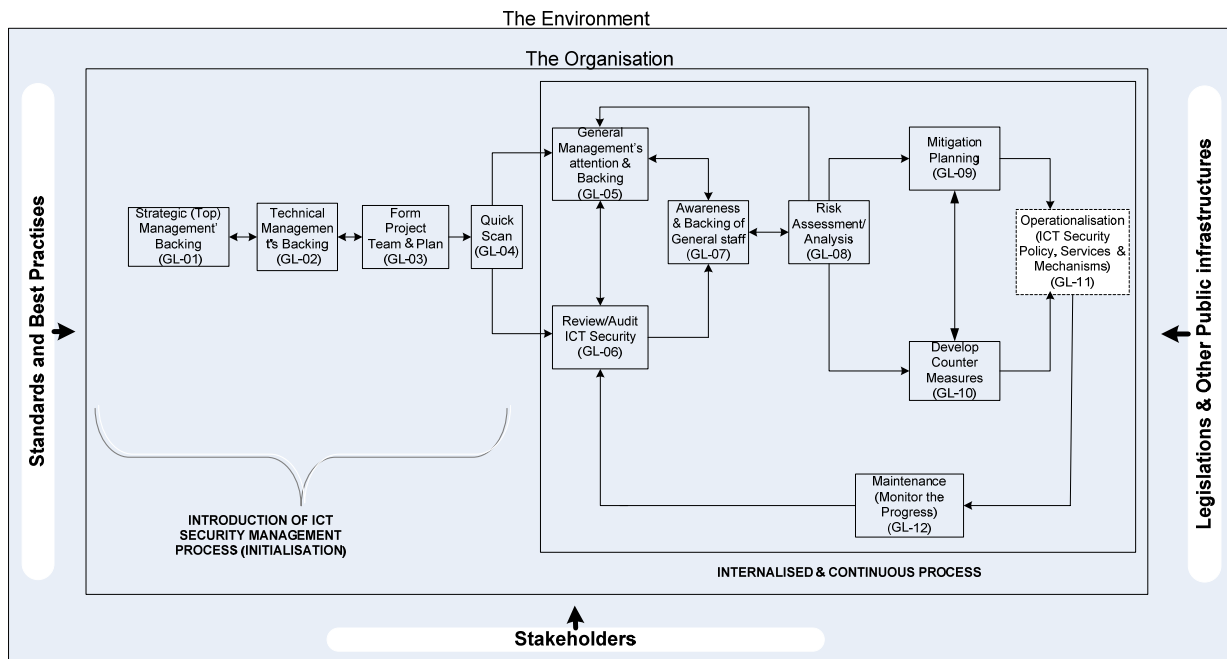 The Environment
The Organisation
Standards and Best Practises
Strategic (Top)
Management'
Backing
(GL-01)
Technical
Managemen
t's Backing
(GL-02)
Form
Project
Team & Plan
(GL-03)
Quick
Scan
(GL-04)
General
Management's
attention &
Backing
(GL-05)
Review/Audit
ICT Security
(GL-06)
Awareness
& Backing of
General staff
(GL-07)
Risk
Assessment/
Analysis)
(GL-08)
Mitigation
Planning
(GL-09)
Develop
Counter
Measures
(GL-10)
Operationalisation
(ICT Security
Policy, Services &
Mechanisms)
(GL-11)
Maintenance
(Monitor the
Progress)
(GL-12)
INTRODUCTION OF ICT
SECURITY MANAGEMENT
PROCESS (INITIALISATION)
INTERNALISED & CONTINUOUS PROCESS
Legislations & Other Public infrastructures
Stakeholders